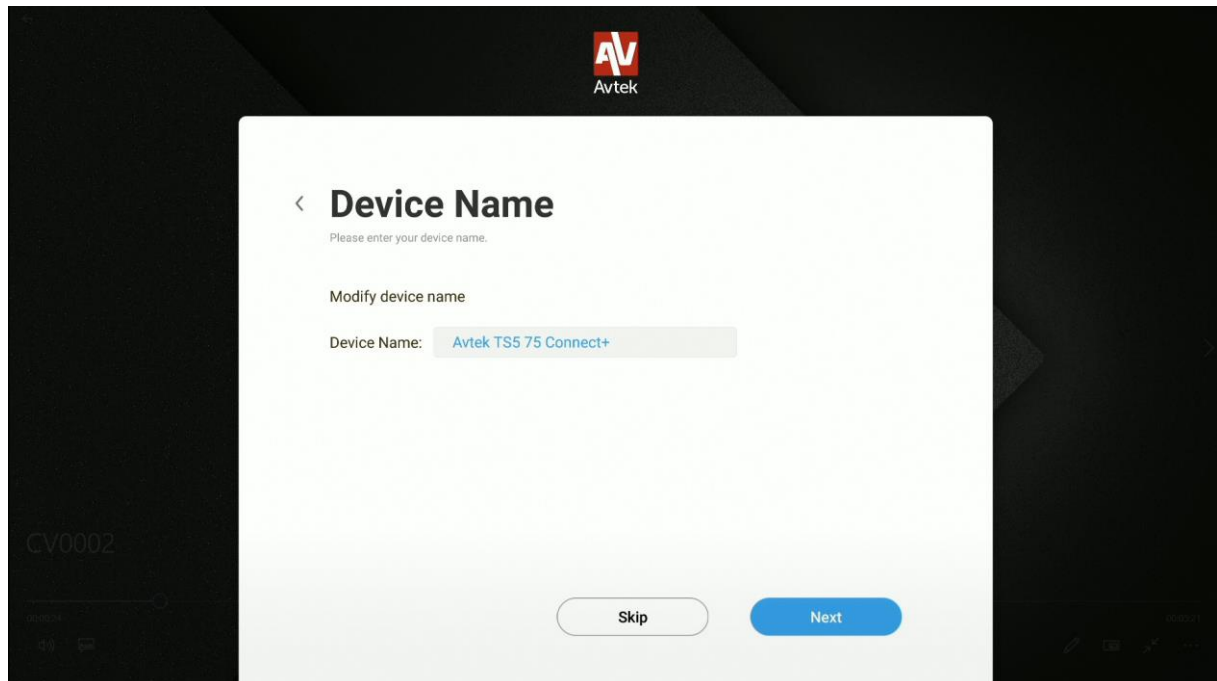 AV
Avtek
Device Name
Please enter your device name.
Modify device name
Device Name: Avtek TS5 75 Connect+
CV0002
Skip Next